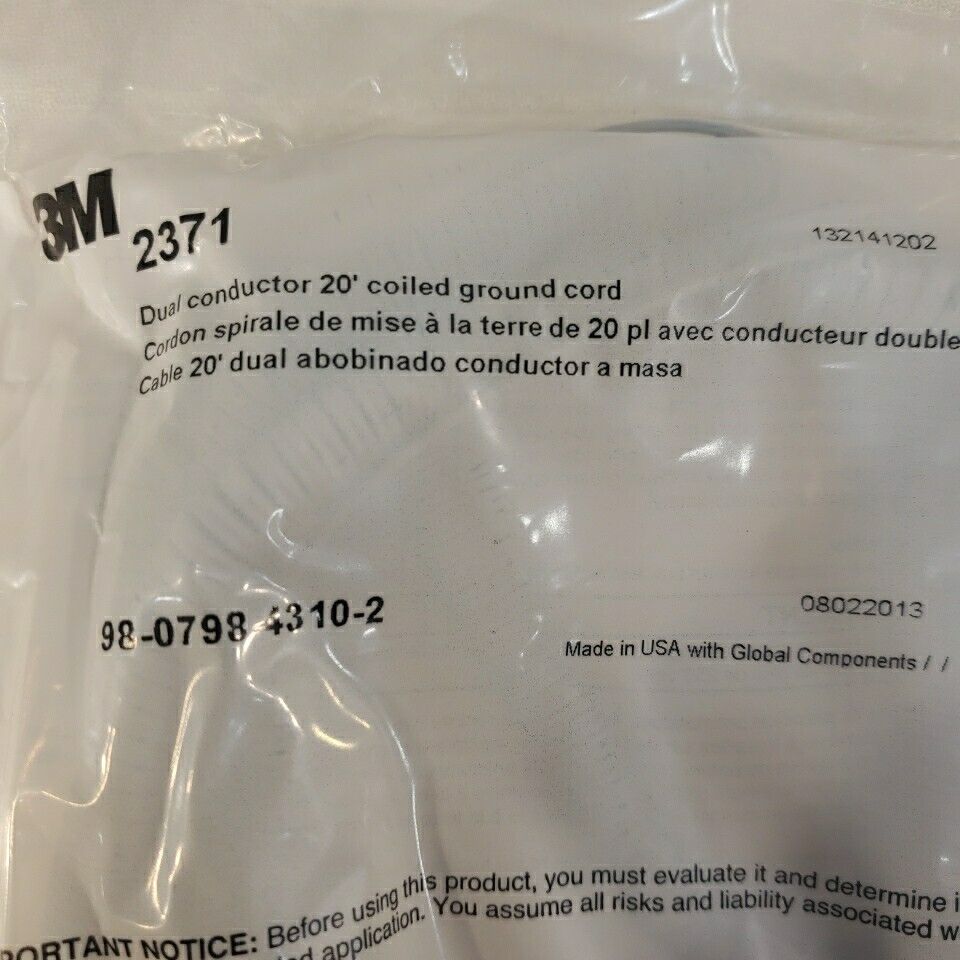 3M
2371
132141202
Dual conductor 20' coiled ground cord
Cordon spirale de mise à la terre de 20 pl avec conducteur double
Cable 20' dual abobinado conductor a masa
98-0798-4310-2
08022013
Made in USA with Global Components / /
PORTANT NOTICE: Before using this product, you must evaluate it and determine i
application. You assume all risks and liability associated w